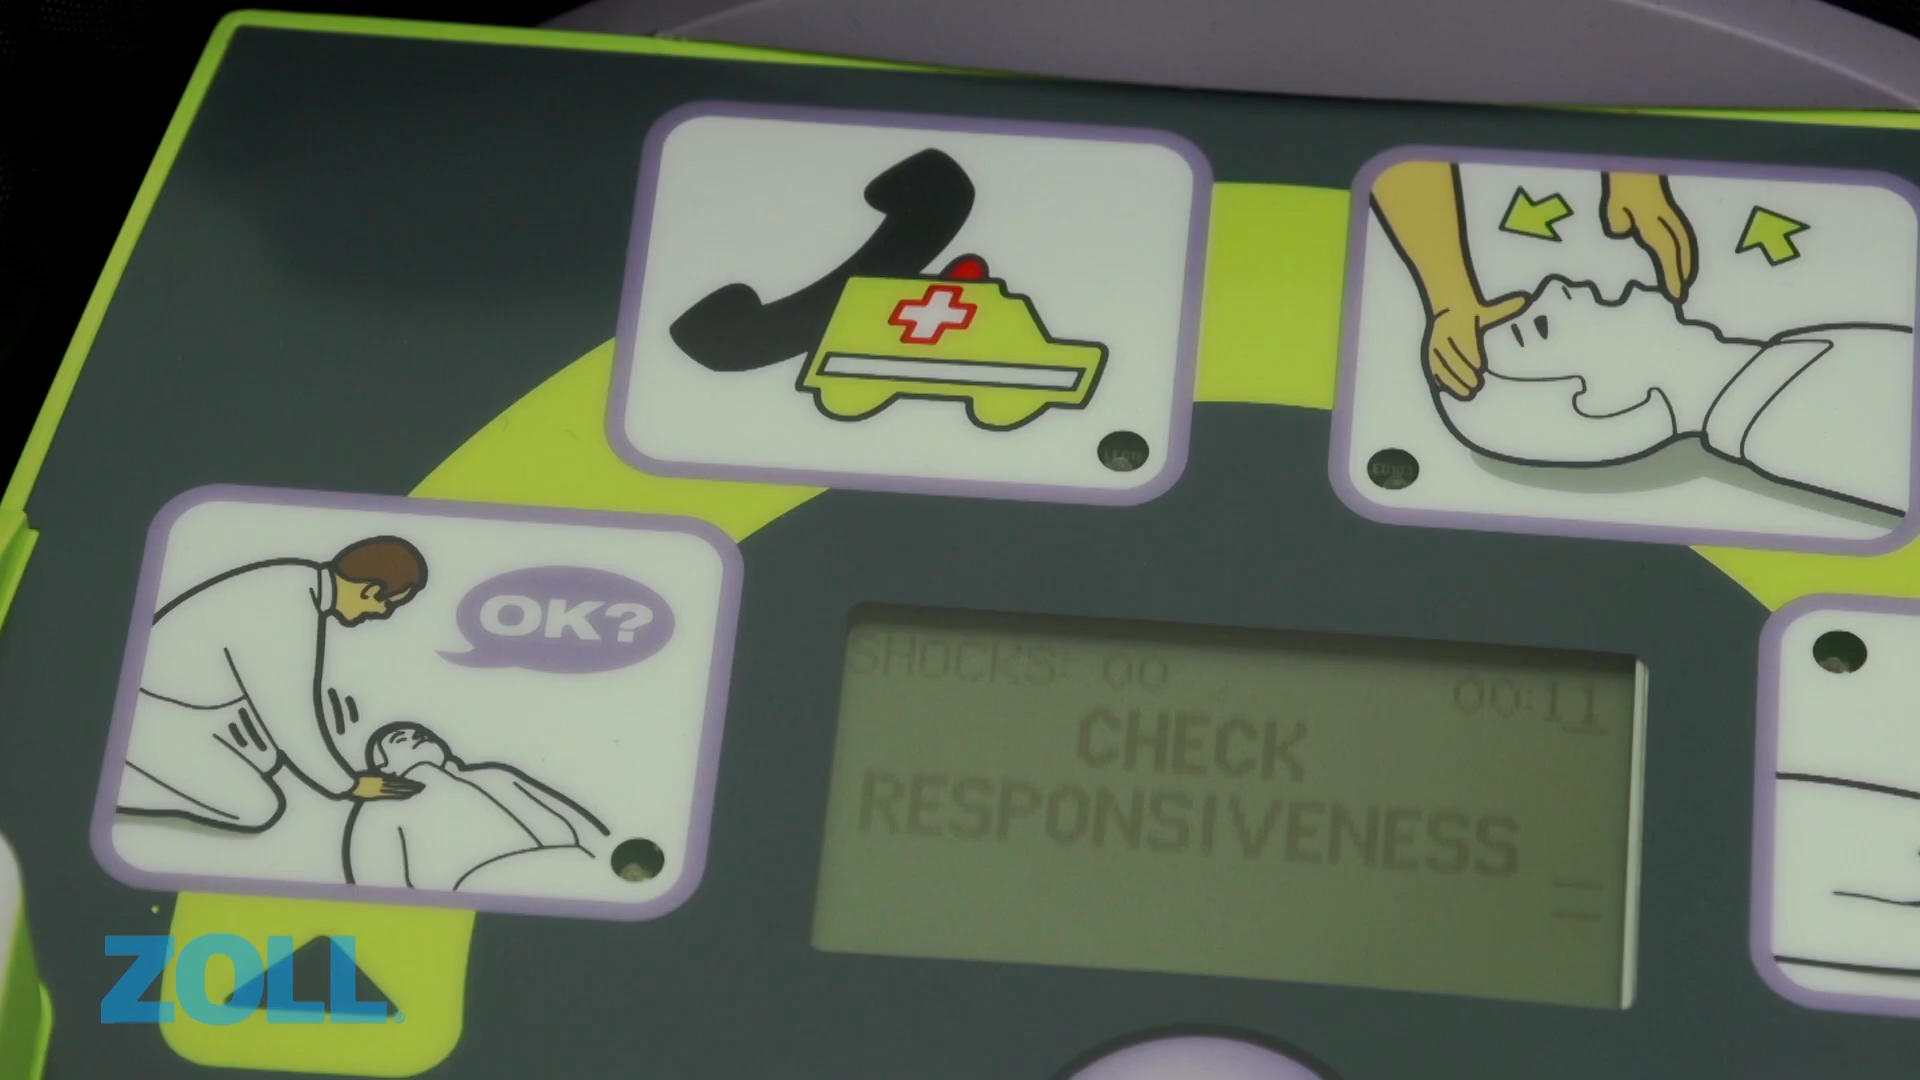 OK?
SHOCKS: 00
00:11
CHECK
RESPONSIVENESS
ZOLL